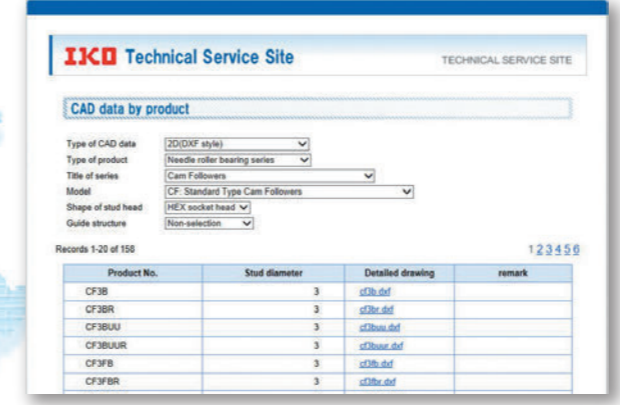 IKO Technical Service Site
TECHNICAL SERVICE SITE
CAD data by product
Type of CAD data 2D(DXF style)
Type of product Needle roller bearing series
Title of series Cam Followers
Model CF: Standard Type Cam Followers
Shape of stud head HEX socket head
Guide structure Non-selection
Records 1-20 of 158 1 2 3 4 5 6
Product No. Stud diameter Detailed drawing remark
CF3B 3 cf3b.dxf
CF3BR 3 cf3br.dxf
CF3BUU 3 cf3buu.dxf
CF3BUUR 3 cf3buur.dxf
CF3FB 3 cf3fb.dxf
CF3FBR 3 cf3fbr.dxf